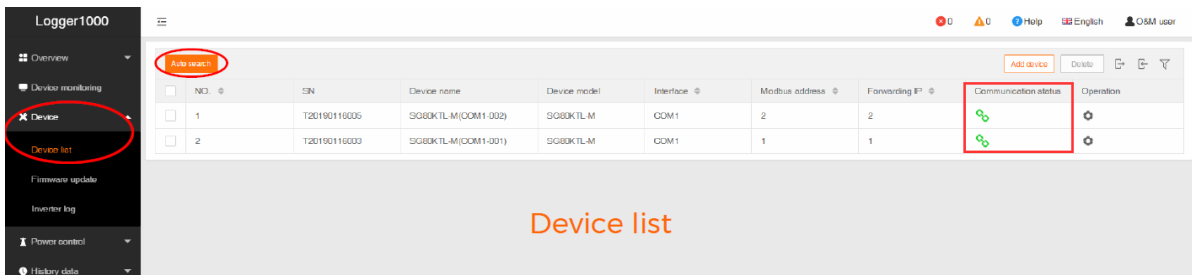 Logger1000
0
0
Help
English
O&M user
Overview
Device monitoring
Device
Device list
Firmware update
Inverter log
Power control
History data
Auto search
Add device
Delete
NO. SN Device name Device model Interface Modbus address Forwarding IP Communication status Operation
1 T20190116005 SG80KTL-M(COM1-002) SG80KTL-M COM1 2 2
2 T20190116003 SG80KTL-M(COM1-001) SG80KTL-M COM1 1 1
Device list